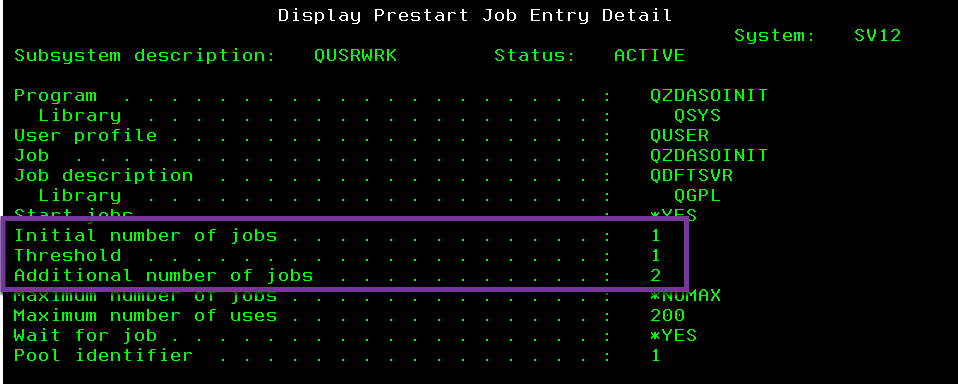 Display Prestart Job Entry Detail
System: SV12
Subsystem description: QUSRWRK Status: ACTIVE
Program . . . . . . . . . . . . . . . . . . . . : QZDASOINIT
Library . . . . . . . . . . . . . . . . . . . : QSYS
User profile . . . . . . . . . . . . . . . . . . : QUSER
Job . . . . . . . . . . . . . . . . . . . . . . : QZDASOINIT
Job description . . . . . . . . . . . . . . . . : QDFTSVR
Library . . . . . . . . . . . . . . . . . . . : QGPL
Start jobs . . . . . . . . . . . . . . . . . . . : *YES
Initial number of jobs . . . . . . . . . . . . . : 1
Threshold . . . . . . . . . . . . . . . . . . . : 1
Additional number of jobs . . . . . . . . . . . : 2
Maximum number of jobs . . . . . . . . . . . . . : *NOMAX
Maximum number of uses . . . . . . . . . . . . . : 200
Wait for job . . . . . . . . . . . . . . . . . . : *YES
Pool identifier . . . . . . . . . . . . . . . . : 1